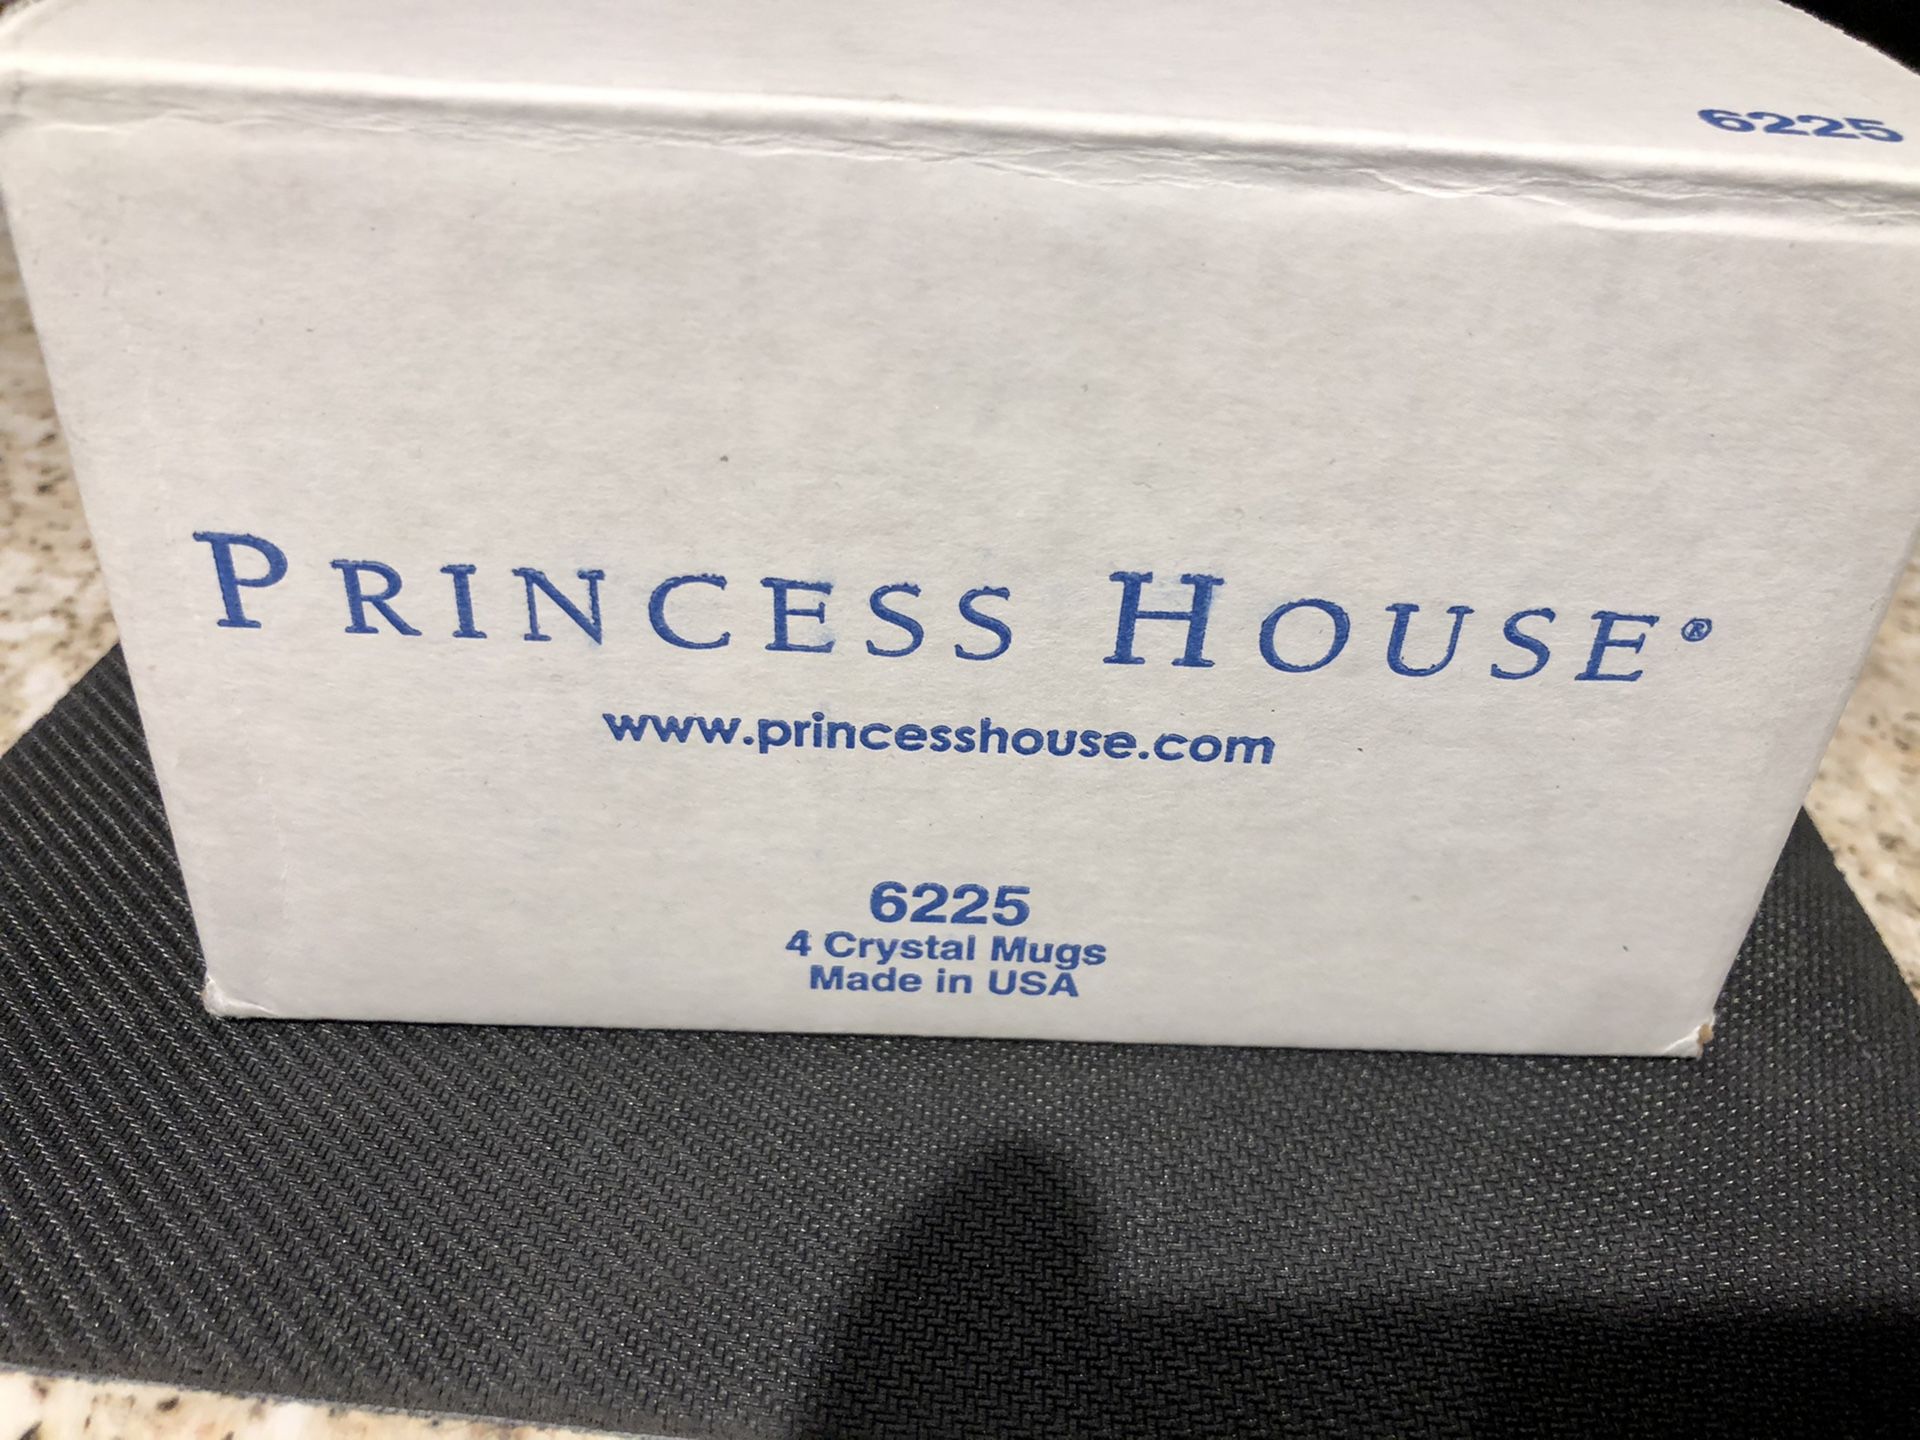 6225
PRINCESS HOUSE®
www.princesshouse.com
6225
4 Crystal Mugs
Made in USA